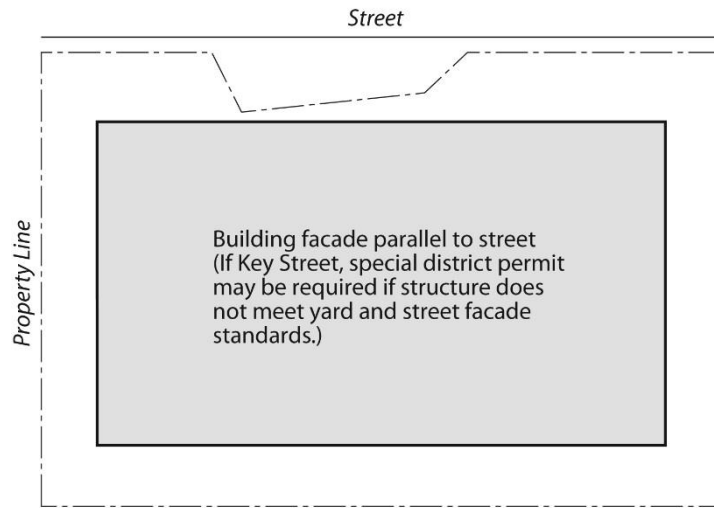 Street
Property Line
Building facade parallel to street
(If Key Street, special district permit
may be required if structure does
not meet yard and street facade
standards.)